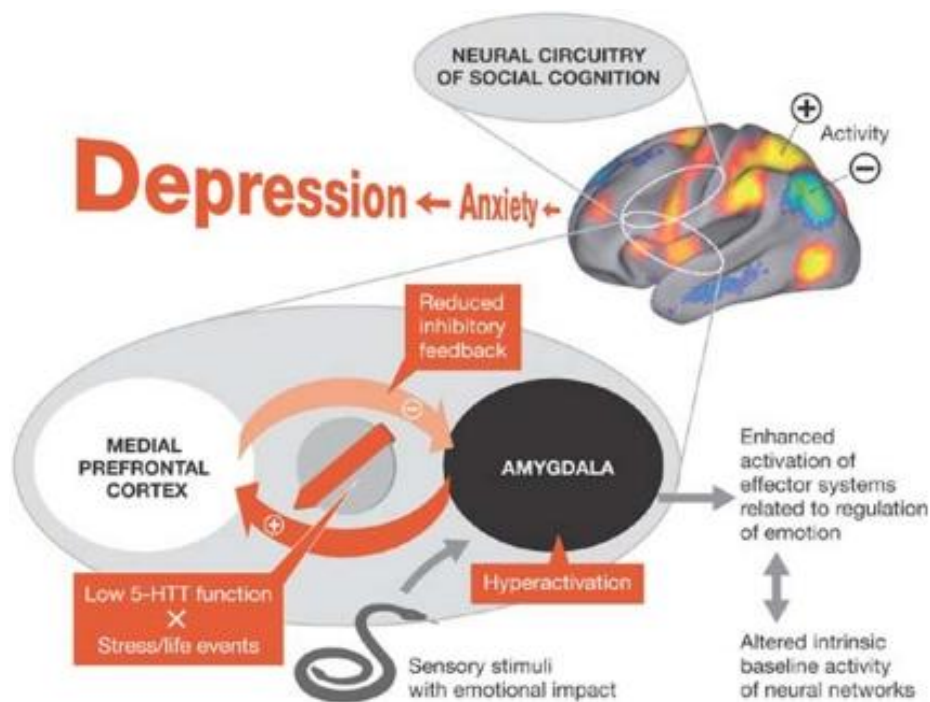 NEURAL CIRCUITRY
OF SOCIAL COGNITION
+
Activity
−
Depression
Anxiety
Reduced
inhibitory
feedback
−
MEDIAL
PREFRONTAL
CORTEX
AMYGDALA
+
Enhanced
activation of
effector systems
related to regulation
of emotion
Low 5-HTT function
×
Stress/life events
Hyperactivation
Sensory stimuli
with emotional impact
Altered intrinsic
baseline activity
of neural networks